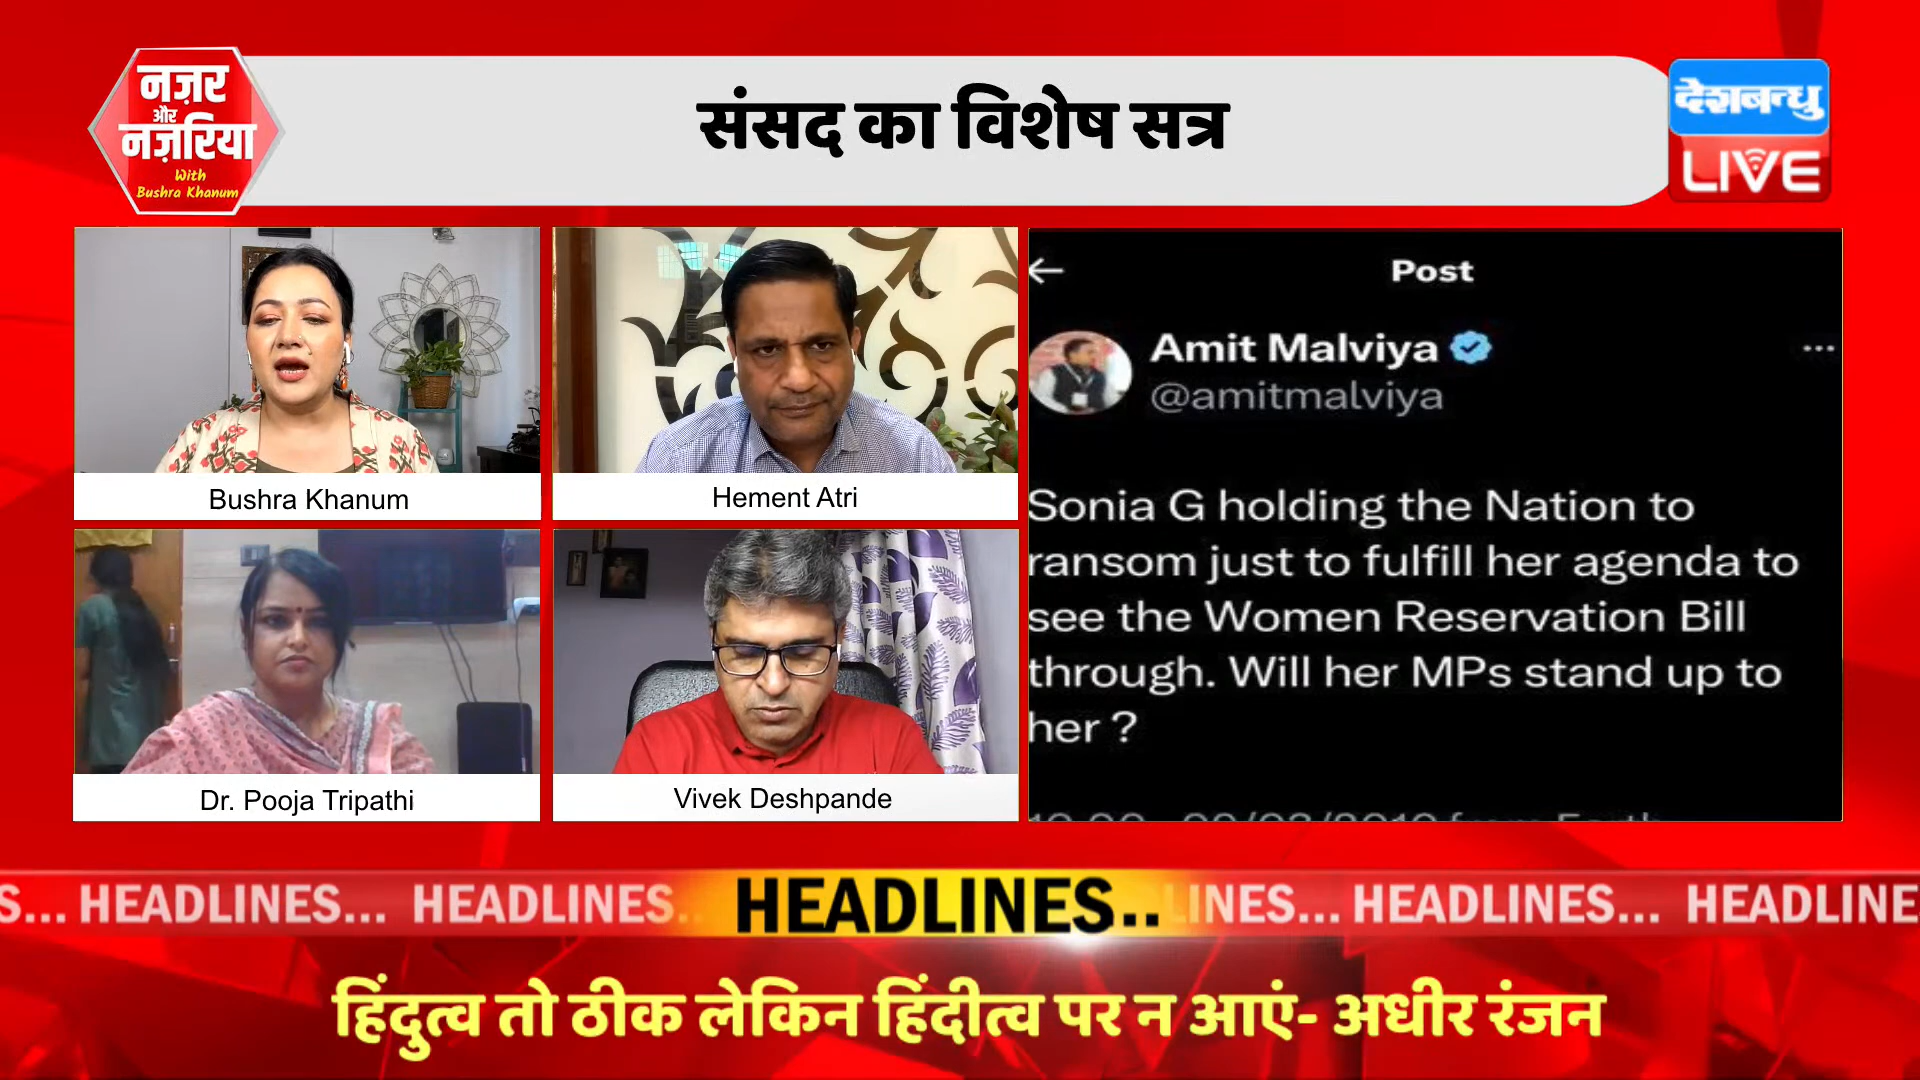 नज़र
और
नज़रिया
With
Bushra Khanum
संसद का विशेष सत्र
देशबन्धु
LIVE
Bushra Khanum
Hement Atri
Dr. Pooja Tripathi
Vivek Deshpande
Post
Amit Malviya
@amitmalviya
Sonia G holding the Nation to
ransom just to fulfill her agenda to
see the Women Reservation Bill
through. Will her MPs stand up to
her ?
S... HEADLINES... HEADLINES. HEADLINES.. LINES... HEADLINES... HEADLINE
हिंदुत्व तो ठीक लेकिन हिंदीत्व पर न आएं- अधीर रंजन